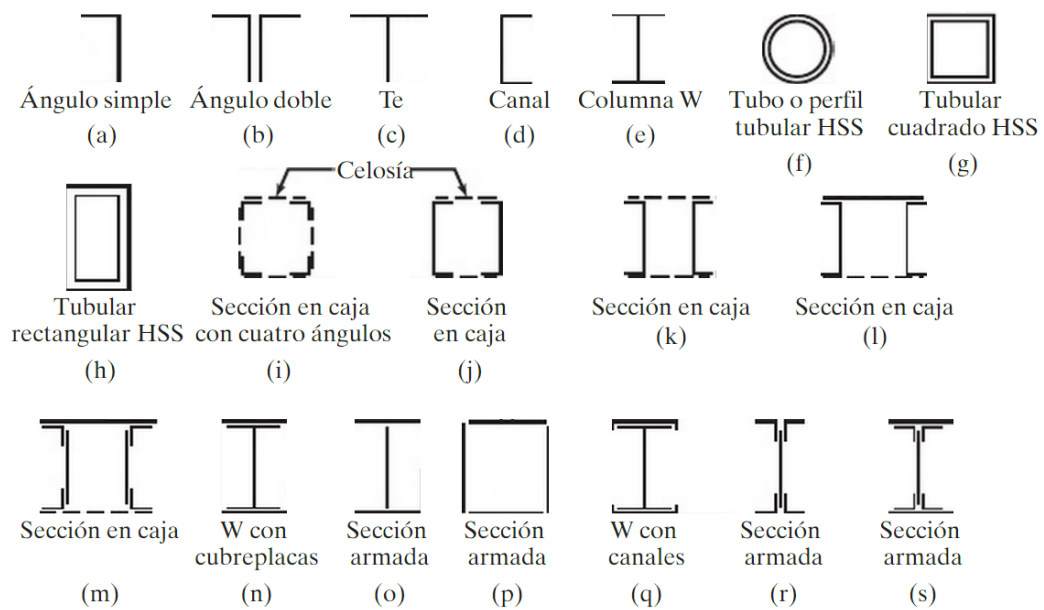 Ángulo simple
(a)
Ángulo doble
(b)
Te
(c)
Canal
(d)
Columna W
(e)
Tubo o perfil
tubular HSS
(f)
Tubular
cuadrado HSS
(g)
Tubular
rectangular HSS
(h)
Celosía
Sección en caja
con cuatro ángulos
(i)
Sección
en caja
(j)
Sección en caja
(k)
Sección en caja
(l)
Sección en caja
(m)
W con
cubreplacas
(n)
Sección
armada
(o)
Sección
armada
(p)
W con
canales
(q)
Sección
armada
(r)
Sección
armada
(s)